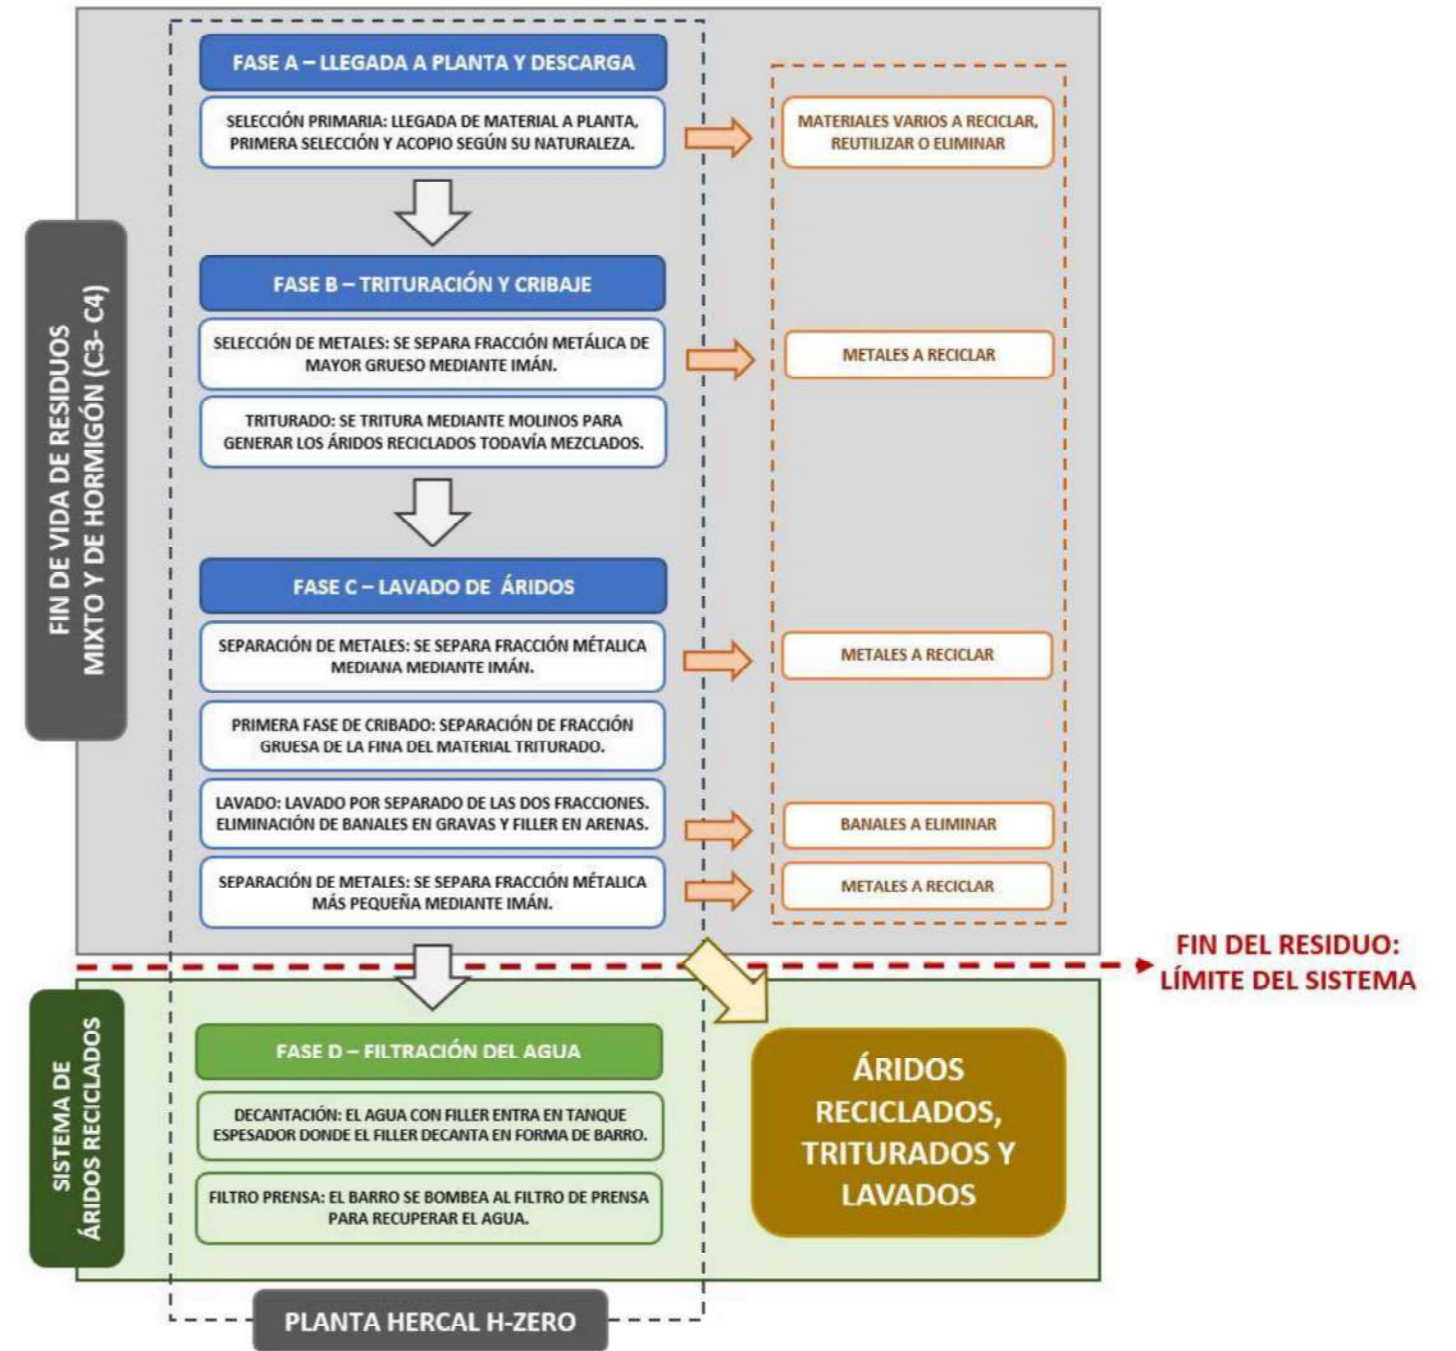 FASE A – LLEGADA A PLANTA Y DESCARGA
SELECCIÓN PRIMARIA: LLEGADA DE MATERIAL A PLANTA,
PRIMERA SELECCIÓN Y ACOPIO SEGÚN SU NATURALEZA.
MATERIALES VARIOS A RECICLAR,
REUTILIZAR O ELIMINAR
FIN DE VIDA DE RESIDUOS
MIXTO Y DE HORMIGÓN (C3- C4)
FASE B – TRITURACIÓN Y CRIBAJE
SELECCIÓN DE METALES: SE SEPARA FRACCIÓN METÁLICA DE
MAYOR GRUESO MEDIANTE IMÁN.
METALES A RECICLAR
TRITURADO: SE TRITURA MEDIANTE MOLINOS PARA
GENERAR LOS ÁRIDOS RECICLADOS TODAVÍA MEZCLADOS.
FASE C – LAVADO DE ÁRIDOS
SEPARACIÓN DE METALES: SE SEPARA FRACCIÓN MÉTALICA
MEDIANA MEDIANTE IMÁN.
METALES A RECICLAR
PRIMERA FASE DE CRIBADO: SEPARACIÓN DE FRACCIÓN
GRUESA DE LA FINA DEL MATERIAL TRITURADO.
LAVADO: LAVADO POR SEPARADO DE LAS DOS FRACCIONES.
ELIMINACIÓN DE BANALES EN GRAVAS Y FILLER EN ARENAS.
BANALES A ELIMINAR
SEPARACIÓN DE METALES: SE SEPARA FRACCIÓN MÉTALICA
MÁS PEQUEÑA MEDIANTE IMÁN.
METALES A RECICLAR
FIN DEL RESIDUO:
LÍMITE DEL SISTEMA
SISTEMA DE
ÁRIDOS RECICLADOS
FASE D – FILTRACIÓN DEL AGUA
DECANTACIÓN: EL AGUA CON FILLER ENTRA EN TANQUE
ESPESADOR DONDE EL FILLER DECANTA EN FORMA DE BARRO.
FILTRO PRENSA: EL BARRO SE BOMBEA AL FILTRO DE PRENSA
PARA RECUPERAR EL AGUA.
ÁRIDOS
RECICLADOS,
TRITURADOS Y
LAVADOS
PLANTA HERCAL H-ZERO